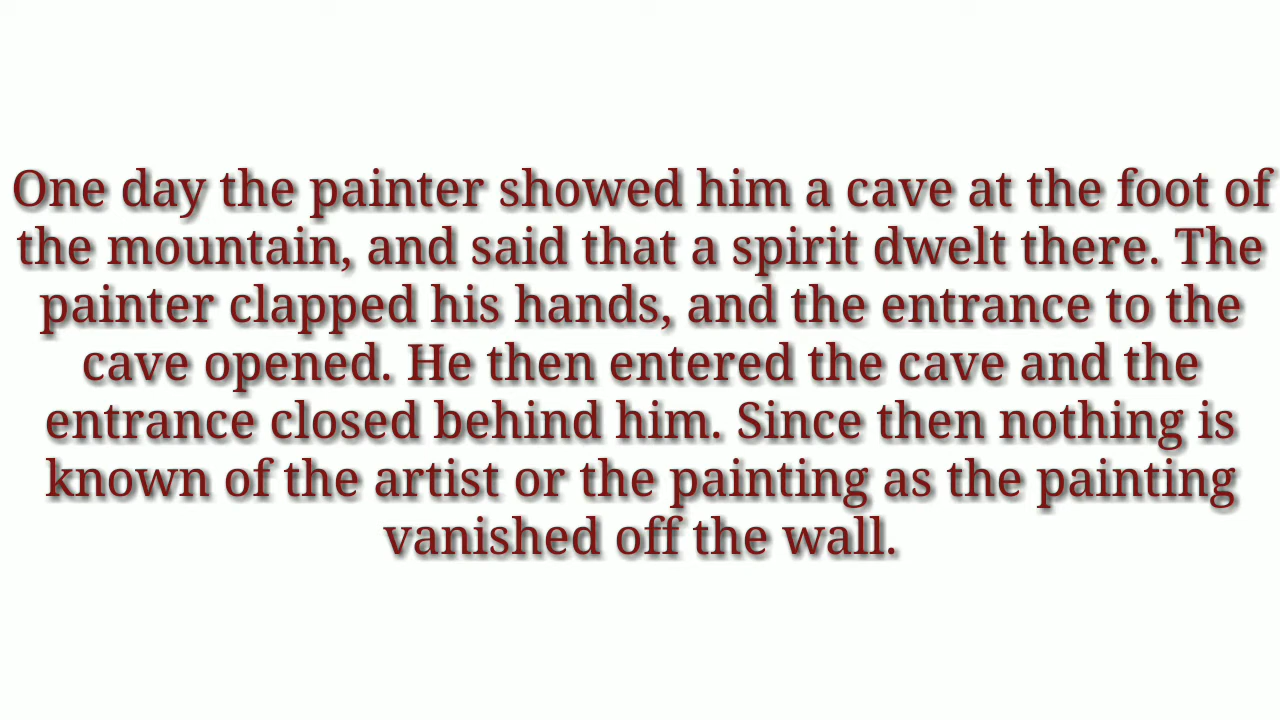 One day the painter showed him a cave at the foot of
the mountain, and said that a spirit dwelt there. The
painter clapped his hands, and the entrance to the
cave opened. He then entered the cave and the
entrance closed behind him. Since then nothing is
known of the artist or the painting as the painting
vanished off the wall.